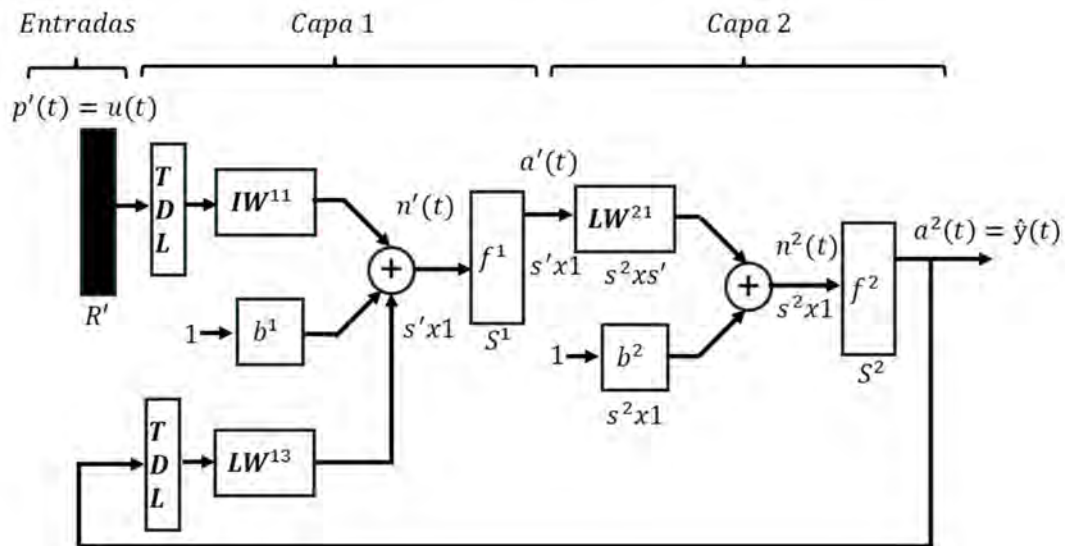 Entradas
Capa 1
Capa 2
p'(t) = u(t)
R'
T
D
L
IW¹¹
1
b¹
T
D
L
LW¹³
n'(t)
+
s'x1
f¹
S¹
a'(t)
s'x1
LW²¹
s²xs'
1
b²
s²x1
+
n²(t)
s²x1
f²
S²
a²(t) = ŷ(t)